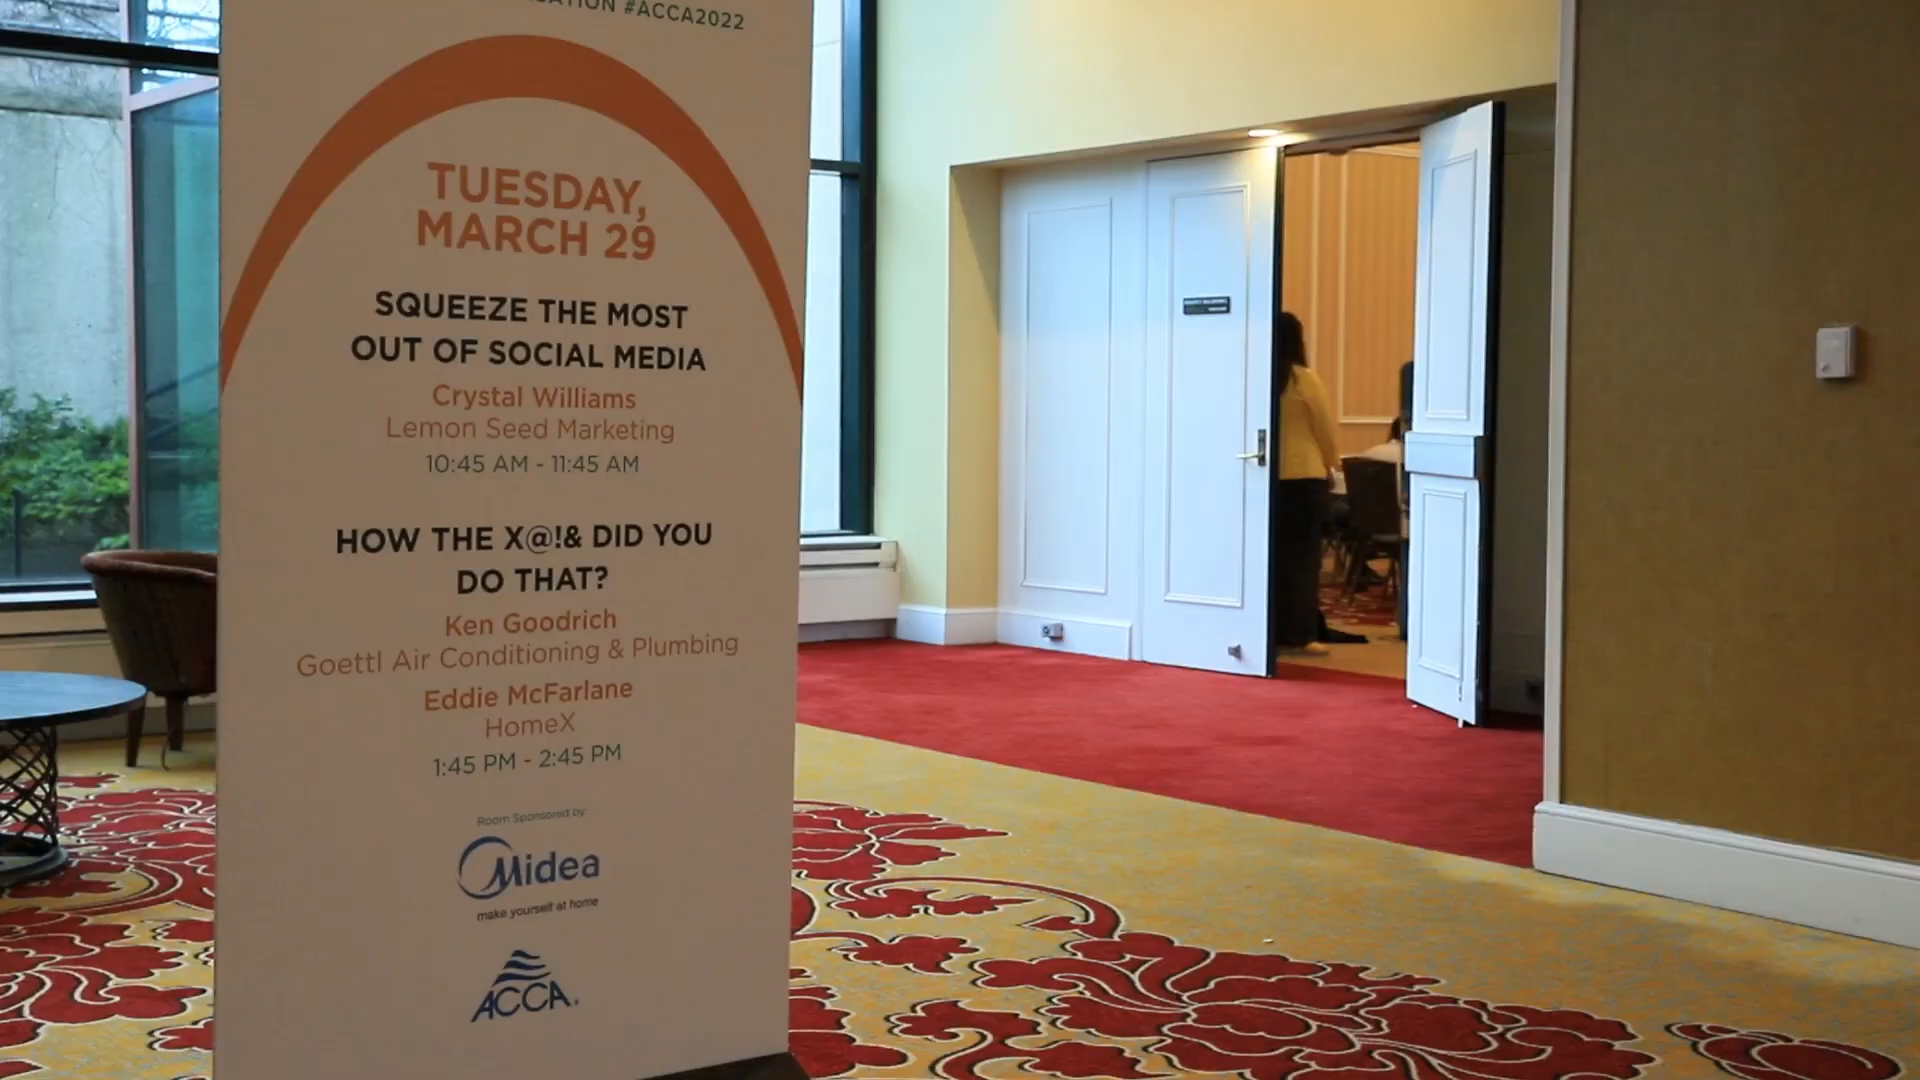 #ACCA2022
TUESDAY,
MARCH 29
SQUEEZE THE MOST
OUT OF SOCIAL MEDIA
Crystal Williams
Lemon Seed Marketing
10:45 AM - 11:45 AM
HOW THE X@!& DID YOU
DO THAT?
Ken Goodrich
Goettl Air Conditioning & Plumbing
Eddie McFarlane
HomeX
1:45 PM - 2:45 PM
Room Sponsored by:
Midea
make yourself at home
ACCA®